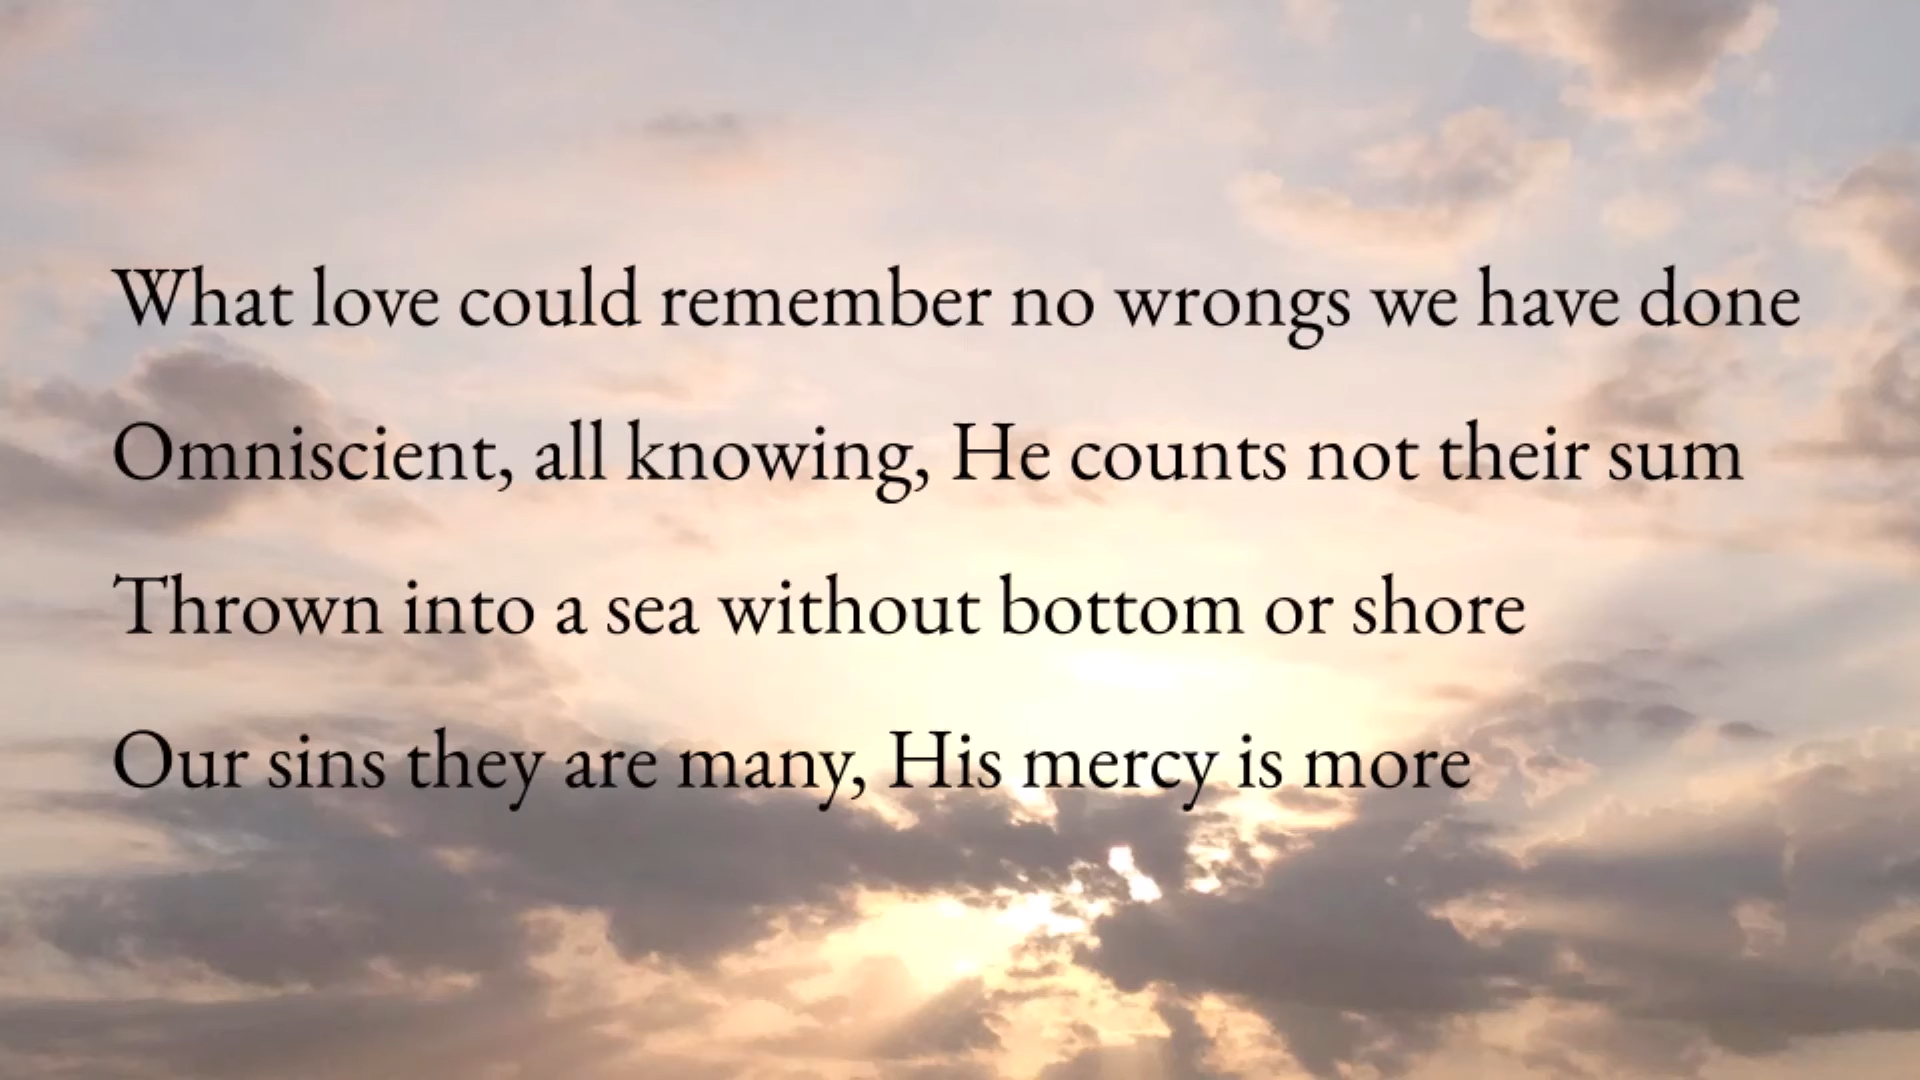 What love could remember no wrongs we have done
Omniscient, all knowing, He counts not their sum
Thrown into a sea without bottom or shore
Our sins they are many, His mercy is more